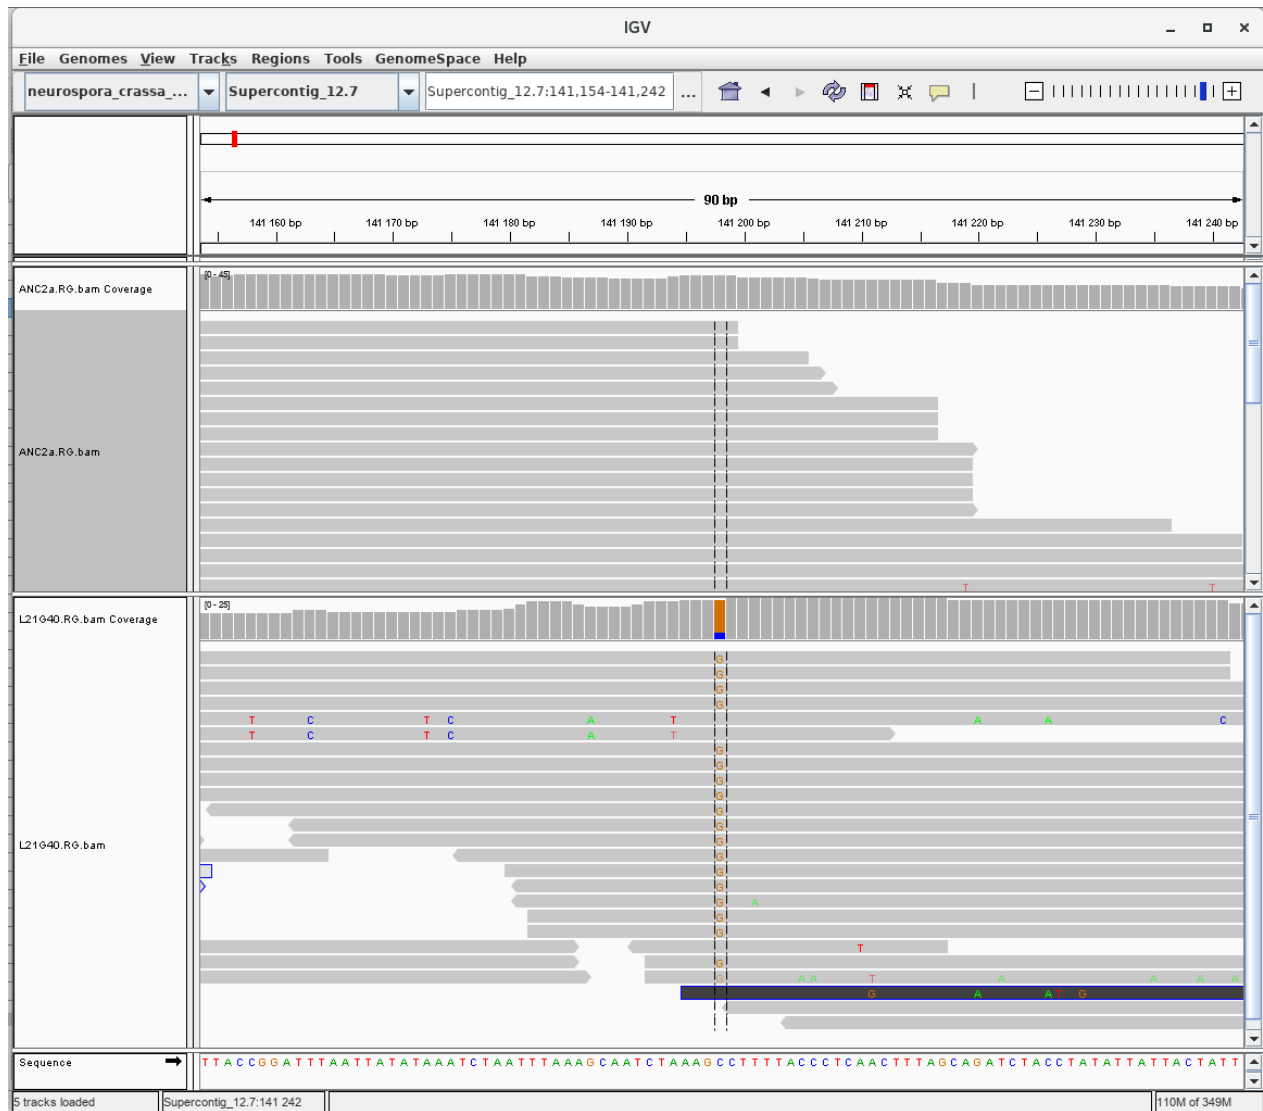 IGV
File Genomes View Tracks Regions Tools GenomeSpace Help
neurospora_crassa_... Supercontig_12.7 Supercontig_12.7:141,154-141,242 ...
90 bp
141 160 bp 141 170 bp 141 180 bp 141 190 bp 141 200 bp 141 210 bp 141 220 bp 141 230 bp 141 240 bp
[0 - 45]
ANC2a.RG.bam Coverage
ANC2a.RG.bam
T T
[0 - 25]
L21G40.RG.bam Coverage
G
G
G
G
T C T C A T A A C
T C T C A T
G
G
G
G
G
G
G
L21G40.RG.bam
G
G
G
G A
G
G
T
G
G A A T A A A A
G A A T G
Sequence T T A C C G G A T T T A A T T A T A T A A A T C T A A T T T A A A G C A A T C T A A A G C C T T T T A C C C T C A A C T T T A G C A G A T C T A C C T A T A T T A T T A C T A T T
5 tracks loaded Supercontig_12.7:141 242 110M of 349M